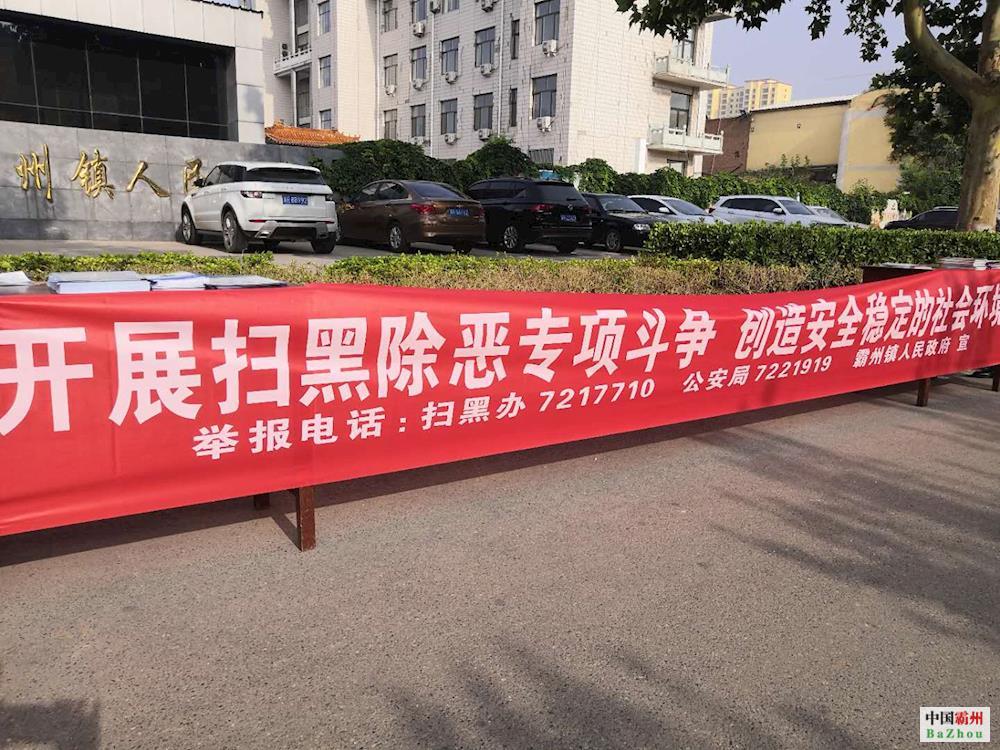 州镇人民
开展扫黑除恶专项斗争 创造安全稳定的社会环境
举报电话：扫黑办 7217710 公安局 7221919 霸州镇人民政府 宣
中国霸州
BaZhou